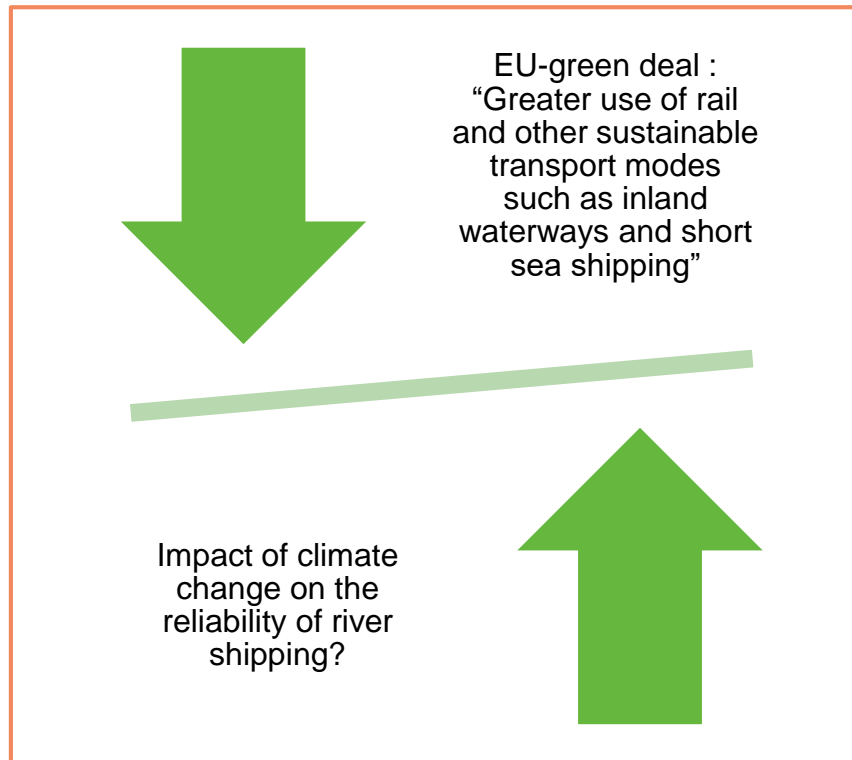 EU-green deal :
“Greater use of rail
and other sustainable
transport modes
such as inland
waterways and short
sea shipping”
Impact of climate
change on the
reliability of river
shipping?